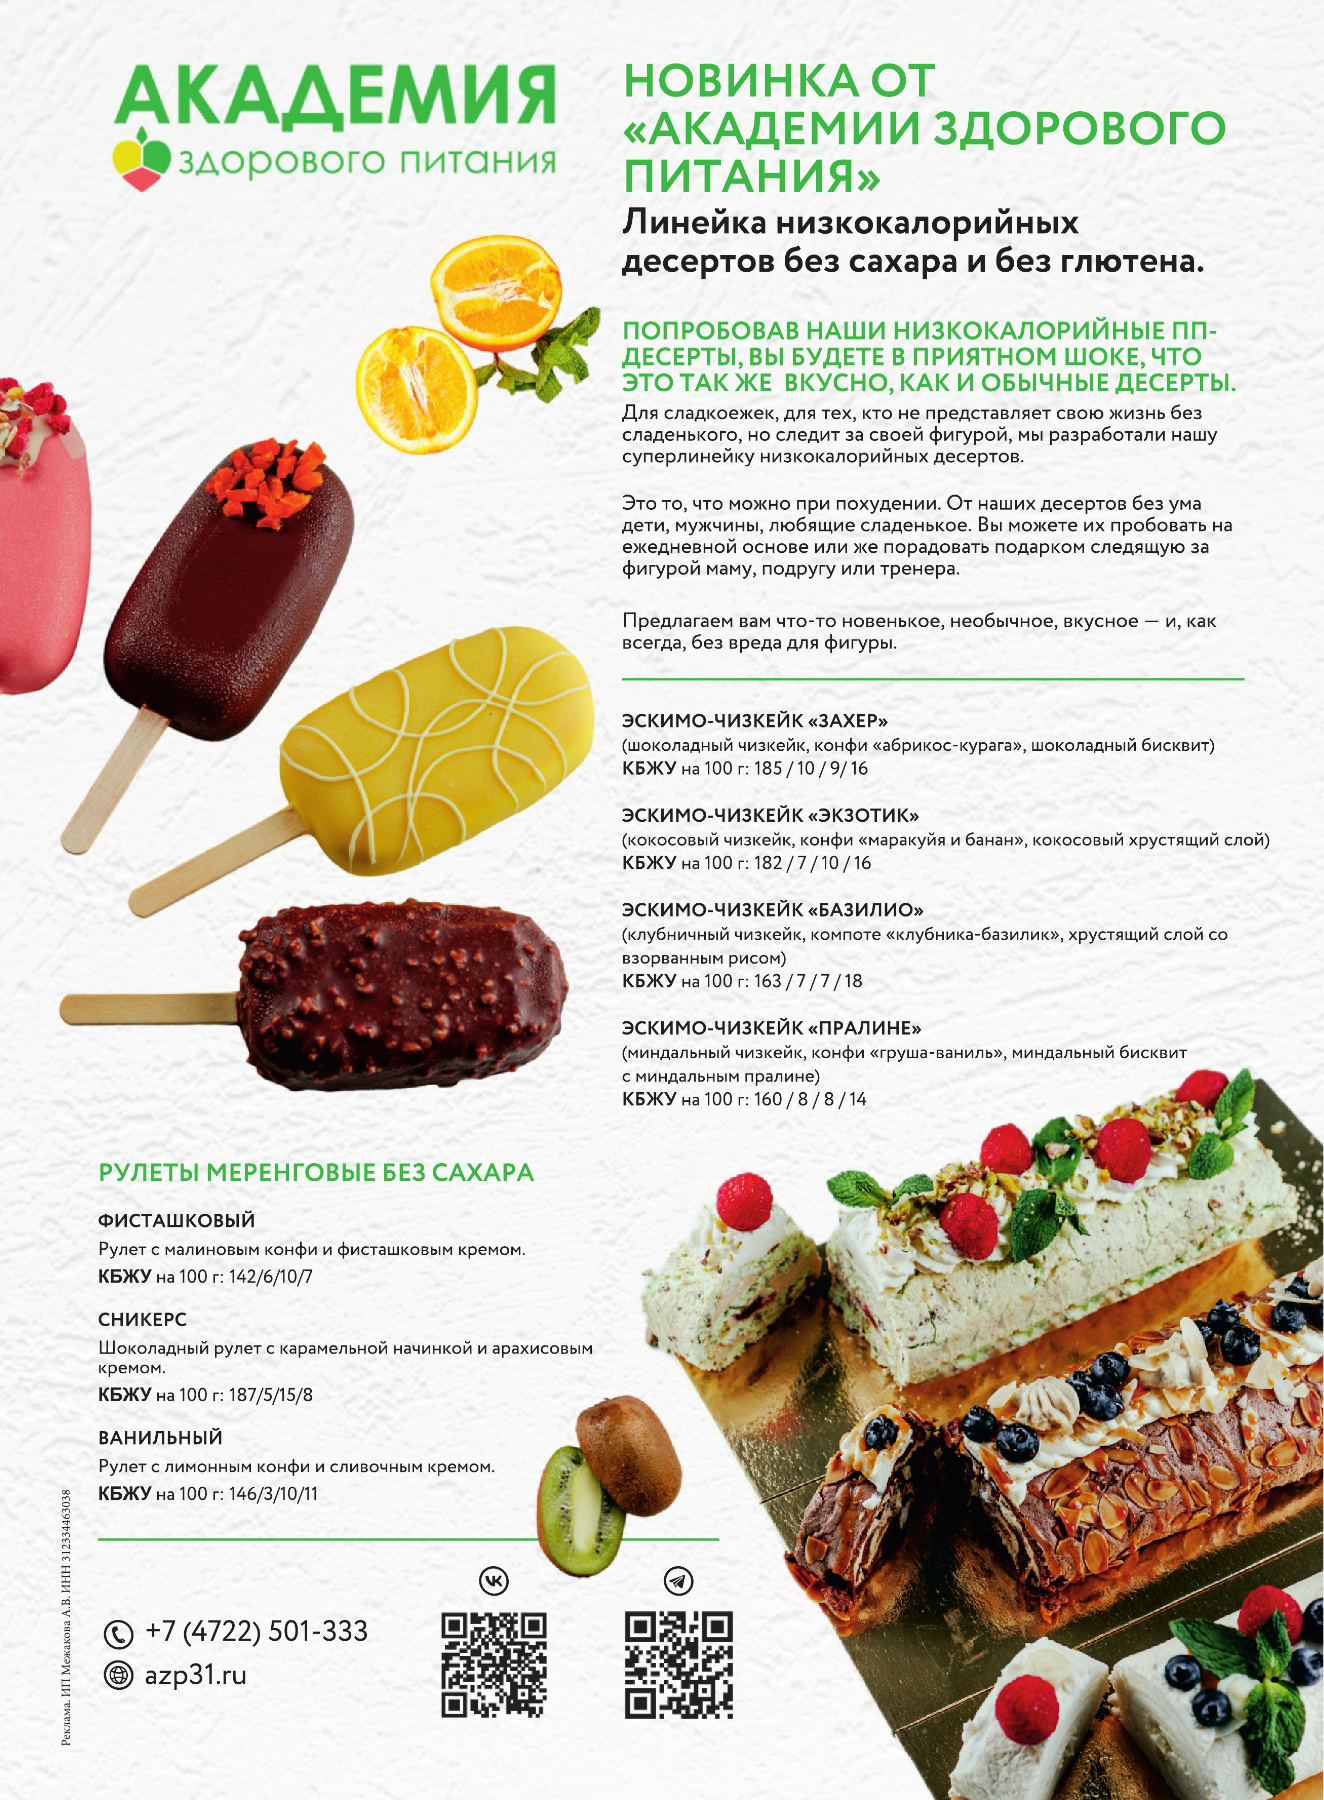 АКАДЕМИЯ
здорового питания
НОВИНКА ОТ
«АКАДЕМИИ ЗДОРОВОГО
ПИТАНИЯ»
Линейка низкокалорийных
десертов без сахара и без глютена.
ПОПРОБОВАВ НАШИ НИЗКОКАЛОРИЙНЫЕ ПП-
ДЕСЕРТЫ, ВЫ БУДЕТЕ В ПРИЯТНОМ ШОКЕ, ЧТО
ЭТО ТАК ЖЕ ВКУСНО, КАК И ОБЫЧНЫЕ ДЕСЕРТЫ.
Для сладкоежек, для тех, кто не представляет свою жизнь без
сладенького, но следит за своей фигурой, мы разработали нашу
суперлинейку низкокалорийных десертов.
Это то, что можно при похудении. От наших десертов без ума
дети, мужчины, любящие сладенькое. Вы можете их пробовать на
ежедневной основе или же порадовать подарком следящую за
фигурой маму, подругу или тренера.
Предлагаем вам что-то новенькое, необычное, вкусное — и, как
всегда, без вреда для фигуры.
ЭСКИМО-ЧИЗКЕЙК «ЗАХЕР»
(шоколадный чизкейк, конфи «абрикос-курага», шоколадный бисквит)
КБЖУ на 100 г: 185 / 10 / 9/ 16
ЭСКИМО-ЧИЗКЕЙК «ЭКЗОТИК»
(кокосовый чизкейк, конфи «маракуйя и банан», кокосовый хрустящий слой)
КБЖУ на 100 г: 182 / 7 / 10 / 16
ЭСКИМО-ЧИЗКЕЙК «БАЗИЛИО»
(клубничный чизкейк, компоте «клубника-базилик», хрустящий слой со
взорванным рисом)
КБЖУ на 100 г: 163 / 7 / 7 / 18
ЭСКИМО-ЧИЗКЕЙК «ПРАЛИНЕ»
(миндальный чизкейк, конфи «груша-ваниль», миндальный бисквит
с миндальным пралине)
КБЖУ на 100 г: 160 / 8 / 8 / 14
РУЛЕТЫ МЕРЕНГОВЫЕ БЕЗ САХАРА
ФИСТАШКОВЫЙ
Рулет с малиновым конфи и фисташковым кремом.
КБЖУ на 100 г: 142/6/10/7
СНИКЕРС
Шоколадный рулет с карамельной начинкой и арахисовым
кремом.
КБЖУ на 100 г: 187/5/15/8
ВАНИЛЬНЫЙ
Рулет с лимонным конфи и сливочным кремом.
КБЖУ на 100 г: 146/3/10/11
+7 (4722) 501-333
azp31.ru
Реклама. ИП Межакова А.В. ИНН 312334463038